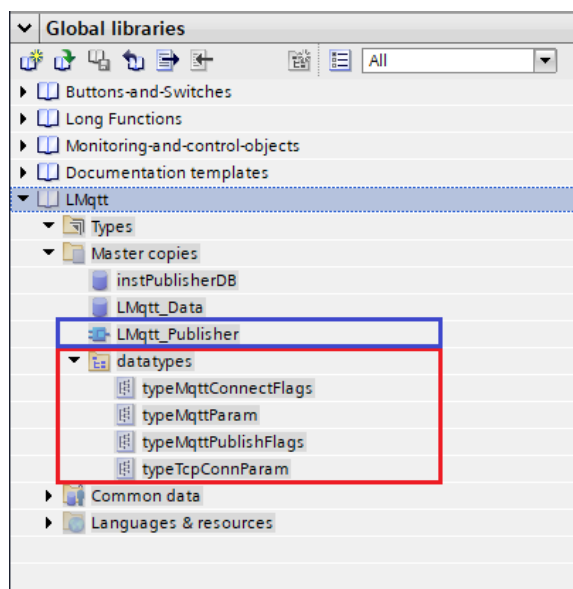 Global libraries
All
Buttons-and-Switches
Long Functions
Monitoring-and-control-objects
Documentation templates
LMqtt
Types
Master copies
instPublisherDB
LMqtt_Data
LMqtt_Publisher
datatypes
typeMqttConnectFlags
typeMqttParam
typeMqttPublishFlags
typeTcpConnParam
Common data
Languages & resources